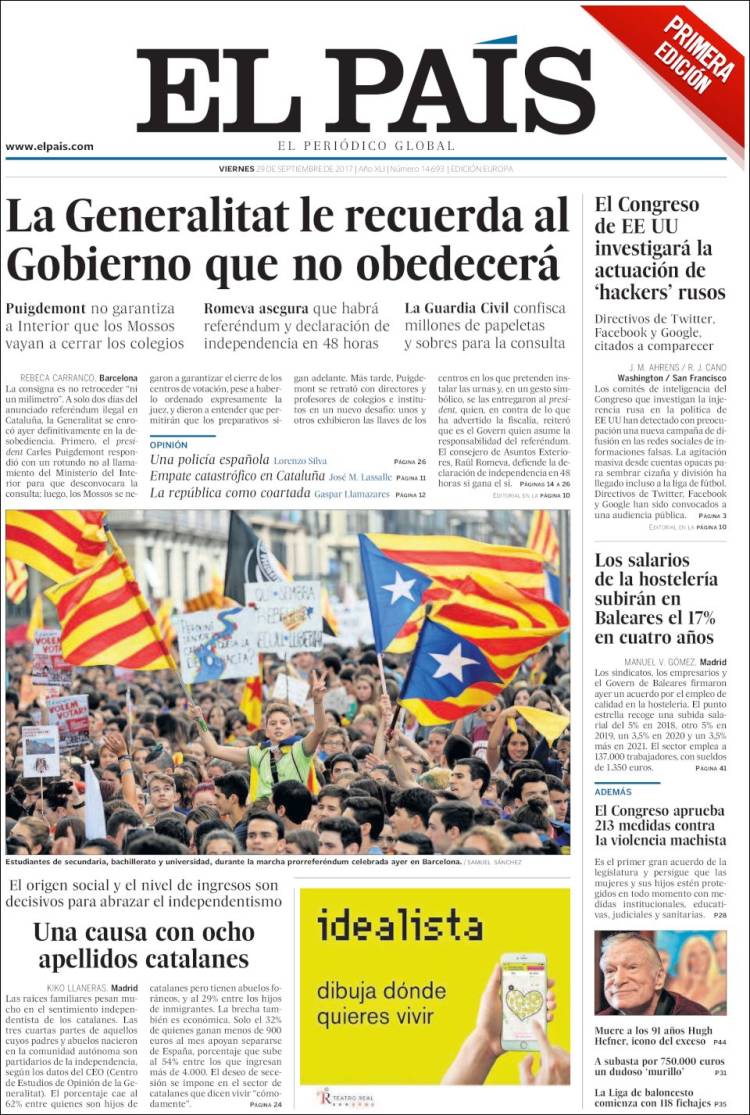 PRIMERA
EDICIÓN
EL PAÍS
www.elpais.com
EL PERIÓDICO GLOBAL
VIERNES 29 DE SEPTIEMBRE DE 2017 | Año XLI | Número 14.693 | EDICIÓN EUROPA
La Generalitat le recuerda al
Gobierno que no obedecerá
Puigdemont no garantiza
a Interior que los Mossos
vayan a cerrar los colegios
Romeva asegura que habrá
referéndum y declaración de
independencia en 48 horas
La Guardia Civil confisca
millones de papeletas
y sobres para la consulta
REBECA CARRANCO, Barcelona
La consigna es no retroceder “ni
un milímetro”. A solo dos días del
anunciado referéndum ilegal en
Cataluña, la Generalitat se enro-
có ayer definitivamente en la de-
sobediencia. Primero, el presi-
dent Carles Puigdemont respon-
dió con un rotundo no al llama-
miento del Ministerio del Inte-
rior para que desconvocara la
consulta; luego, los Mossos se ne-
garon a garantizar el cierre de los
centros de votación, pese a haber-
lo ordenado expresamente la
juez, y dieron a entender que per-
mitirán que los preparativos si-
gan adelante. Más tarde, Puigde-
mont se retrató con directores y
profesores de colegios e institu-
tos en un nuevo desafío: unos y
otros exhibieron las llaves de los
centros en los que pretenden ins-
talar las urnas y, en un gesto sim-
bólico, se las entregaron al presi-
dent, quien, en contra de lo que
ha advertido la fiscalía, reiteró
que es el Govern quien asume la
responsabilidad del referéndum.
El consejero de Asuntos Exterio-
res, Raül Romeva, defiende la de-
claración de independencia en 48
horas si gana el sí. PÁGINAS 14 A 26
EDITORIAL EN LA PÁGINA 10
OPINIÓN
Una policía española Lorenzo Silva PÁGINA 26
Empate catastrófico en Cataluña José M. Lassalle PÁGINA 11
La república como coartada Gaspar Llamazares PÁGINA 12
VOLEM
VOTAR!
Estudiantes de secundaria, bachillerato y universidad, durante la marcha prorreferéndum celebrada ayer en Barcelona. / SAMUEL SÁNCHEZ
El origen social y el nivel de ingresos son
decisivos para abrazar el independentismo
Una causa con ocho
apellidos catalanes
KIKO LLANERAS, Madrid
Las raíces familiares pesan mu-
cho en el sentimiento indepen-
dentista de los catalanes. Las
tres cuartas partes de aquellos
cuyos padres y abuelos nacieron
en la comunidad autónoma son
partidarios de la independencia,
según los datos del CEO (Centro
de Estudios de Opinión de la Ge-
neralitat). El porcentaje cae al
62% entre quienes son hijos de
catalanes pero tienen abuelos fo-
ráneos, y al 29% entre los hijos
de inmigrantes. La brecha tam-
bién es económica. Solo el 32%
de quienes ganan menos de 900
euros al mes apoyan separarse
de España, porcentaje que sube
al 54% entre los que ingresan
más de 4.000. El deseo de sece-
sión se impone en el sector de
catalanes que dicen vivir “cómo-
damente”. PÁGINA 24
idealista
dibuja dónde
quieres vivir
TEATRO REAL
El Congreso
de EE UU
investigará la
actuación de
‘hackers’ rusos
Directivos de Twitter,
Facebook y Google,
citados a comparecer
J. M. AHRENS / R. J. CANO
Washington / San Francisco
Los comités de inteligencia del
Congreso que investigan la inje-
rencia rusa en la política de
EE UU han detectado con preocu-
pación una nueva campaña de di-
fusión en las redes sociales de in-
formaciones falsas. La agitación
masiva desde cuentas opacas pa-
ra sembrar cizaña y división ha
llegado incluso a la liga de fútbol.
Directivos de Twitter, Facebook
y Google han sido convocados a
una audiencia pública. PÁGINA 3
EDITORIAL EN LA PÁGINA 10
Los salarios
de la hostelería
subirán en
Baleares el 17%
en cuatro años
MANUEL V. GÓMEZ, Madrid
Los sindicatos, los empresarios y
el Govern de Baleares firmaron
ayer un acuerdo por el empleo de
calidad en la hostelería. El punto
estrella recoge una subida sala-
rial del 5% en 2018, otro 5% en
2019, un 3,5% en 2020 y un 3,5%
más en 2021. El sector emplea a
137.000 trabajadores, con sueldos
de 1.350 euros. PÁGINA 41
ADEMÁS
El Congreso aprueba
213 medidas contra
la violencia machista
Es el primer gran acuerdo de la
legislatura y persigue que las
mujeres y sus hijos estén prote-
gidos en todo momento con me-
didas institucionales, educati-
vas, judiciales y sanitarias. P28
Muere a los 91 años Hugh
Hefner, icono del exceso P44
A subasta por 750.000 euros
un dudoso ‘murillo’ P31
La Liga de baloncesto
comienza con 118 fichajes P35